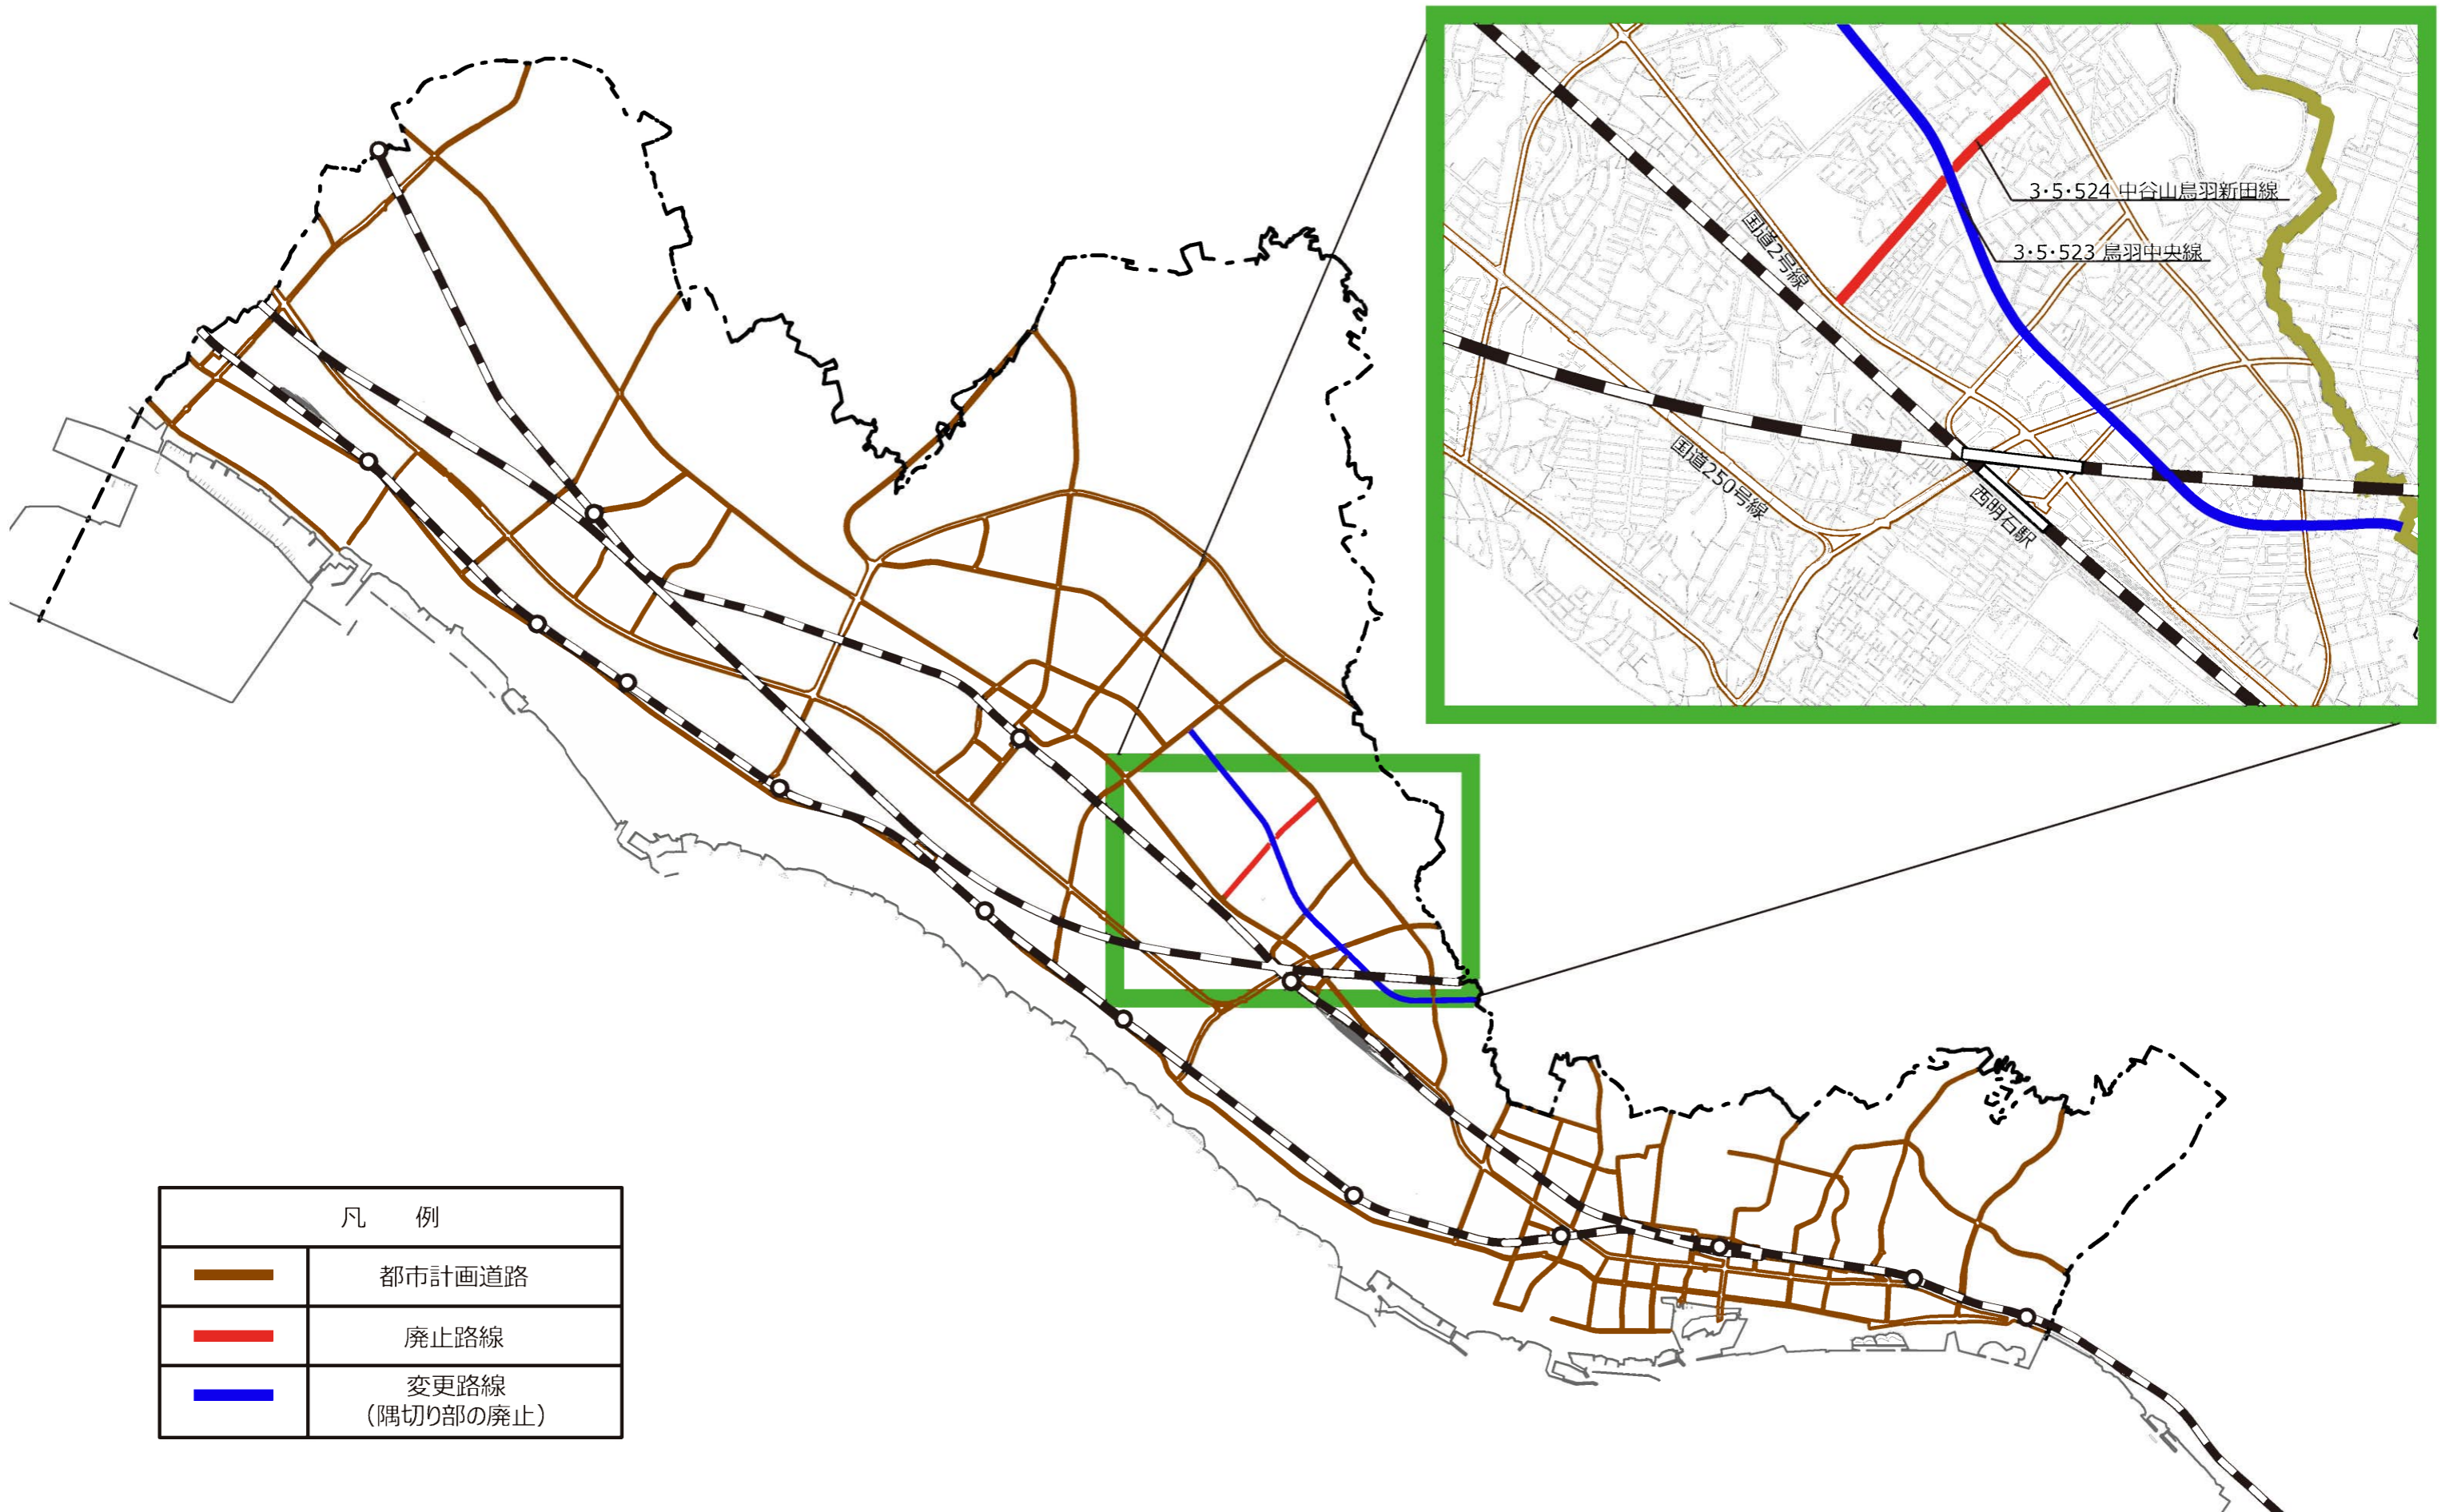 3・5・524 中谷山鳥羽新田線
3・5・523 鳥羽中央線
国道2号線
国道250号線
西明石駅
凡 例
都市計画道路
廃止路線
変更路線
(隅切り部の廃止)